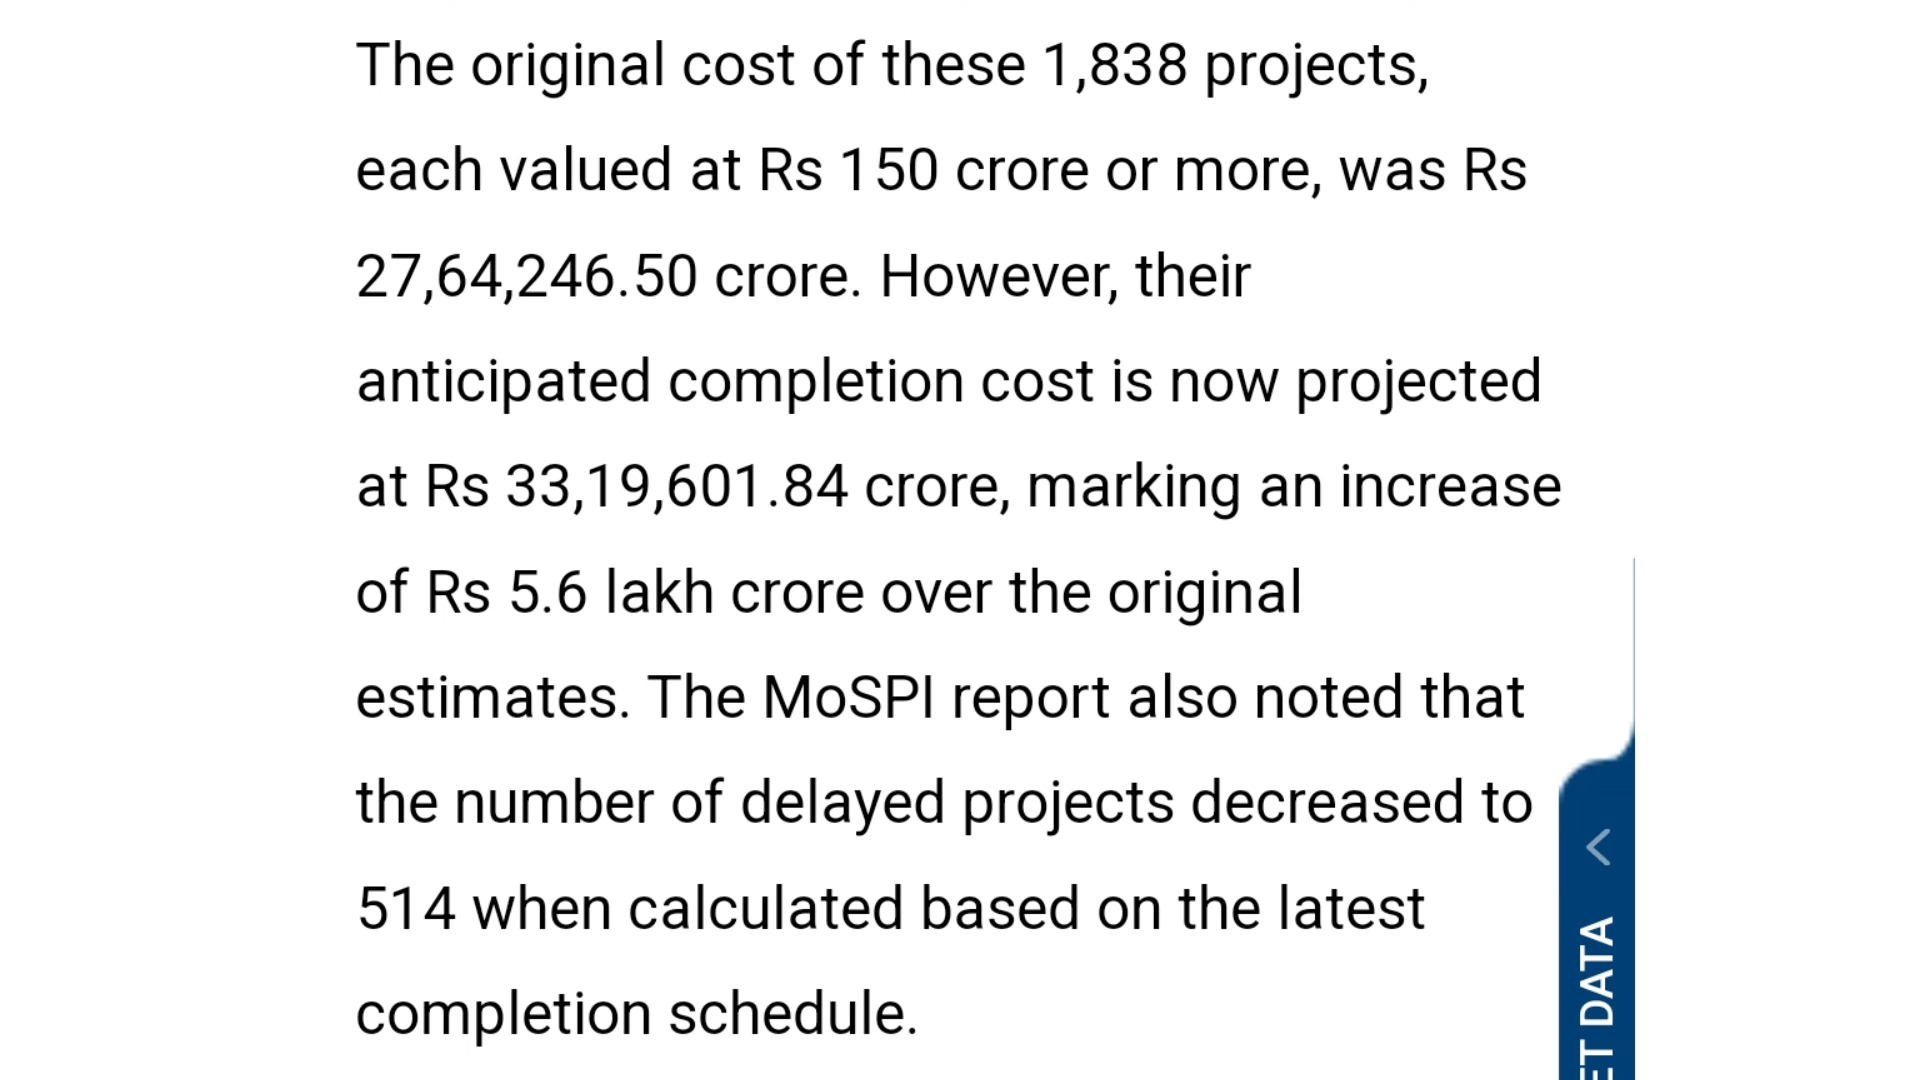 The original cost of these 1,838 projects,
each valued at Rs 150 crore or more, was Rs
27,64,246.50 crore. However, their
anticipated completion cost is now projected
at Rs 33,19,601.84 crore, marking an increase
of Rs 5.6 lakh crore over the original
estimates. The MoSPI report also noted that
the number of delayed projects decreased to
514 when calculated based on the latest
completion schedule.
ET DATA